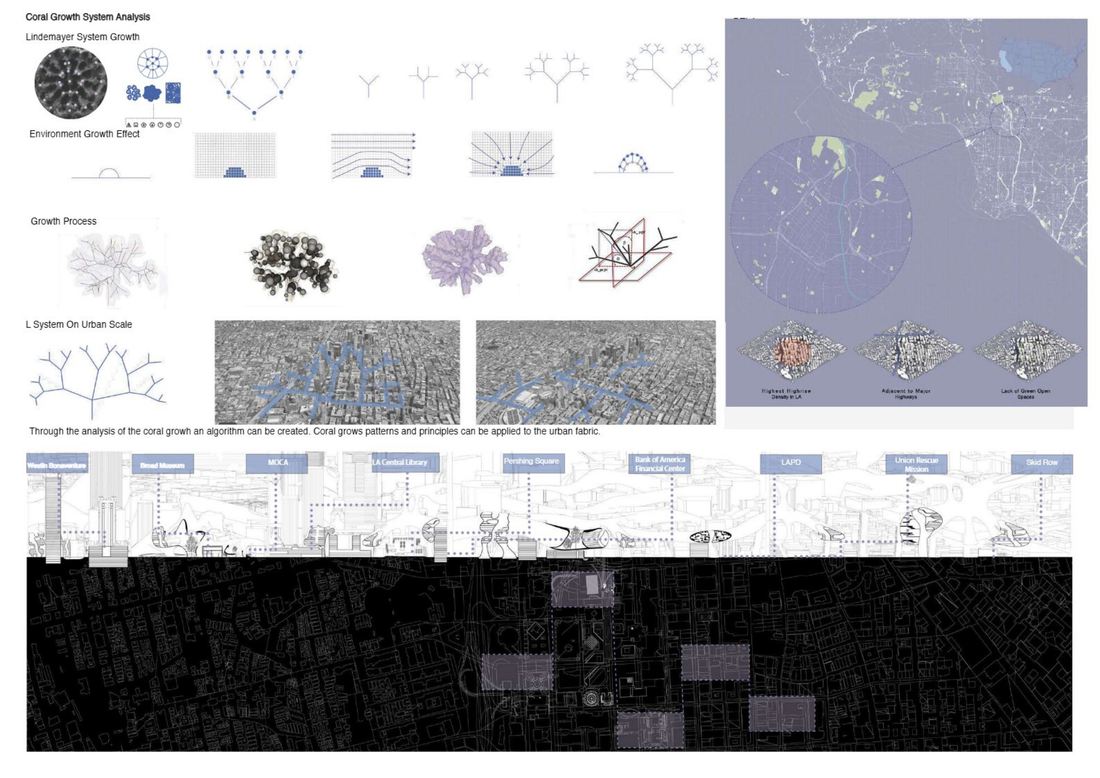 Coral Growth System Analysis
Lindemayer System Growth
Environment Growth Effect
Growth Process
L System On Urban Scale
Through the analysis of the coral growh an algorithm can be created. Coral grows patterns and principles can be applied to the urban fabric.
Highest Highrise
Density in LA
Adjacent to Major
Highways
Lack of Green Open
Spaces
Westin Bonaventure
Broad Museum
MOCA
LA Central Library
Pershing Square
Bank of America
Financial Center
LAPD
Union Rescue
Mission
Skid Row